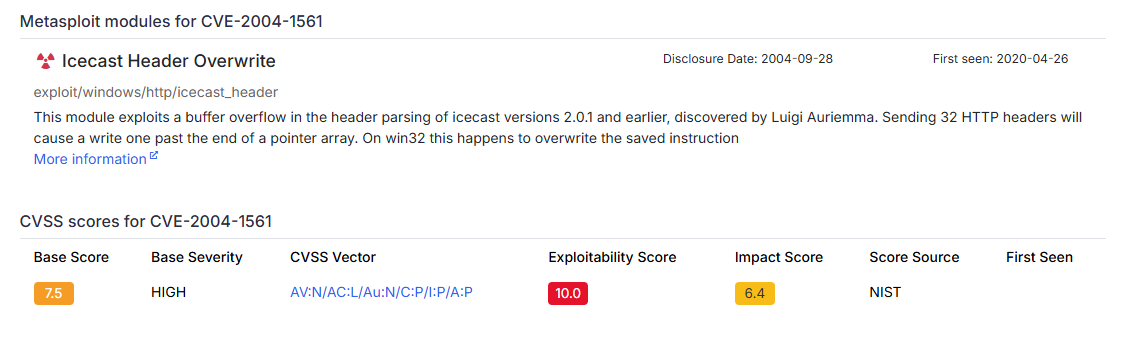 Metasploit modules for CVE-2004-1561
Icecast Header Overwrite Disclosure Date: 2004-09-28 First seen: 2020-04-26
exploit/windows/http/icecast_header
This module exploits a buffer overflow in the header parsing of icecast versions 2.0.1 and earlier, discovered by Luigi Auriemma. Sending 32 HTTP headers will
cause a write one past the end of a pointer array. On win32 this happens to overwrite the saved instruction
More information
CVSS scores for CVE-2004-1561
Base Score Base Severity CVSS Vector Exploitability Score Impact Score Score Source First Seen
7.5 HIGH AV:N/AC:L/Au:N/C:P/I:P/A:P 10.0 6.4 NIST